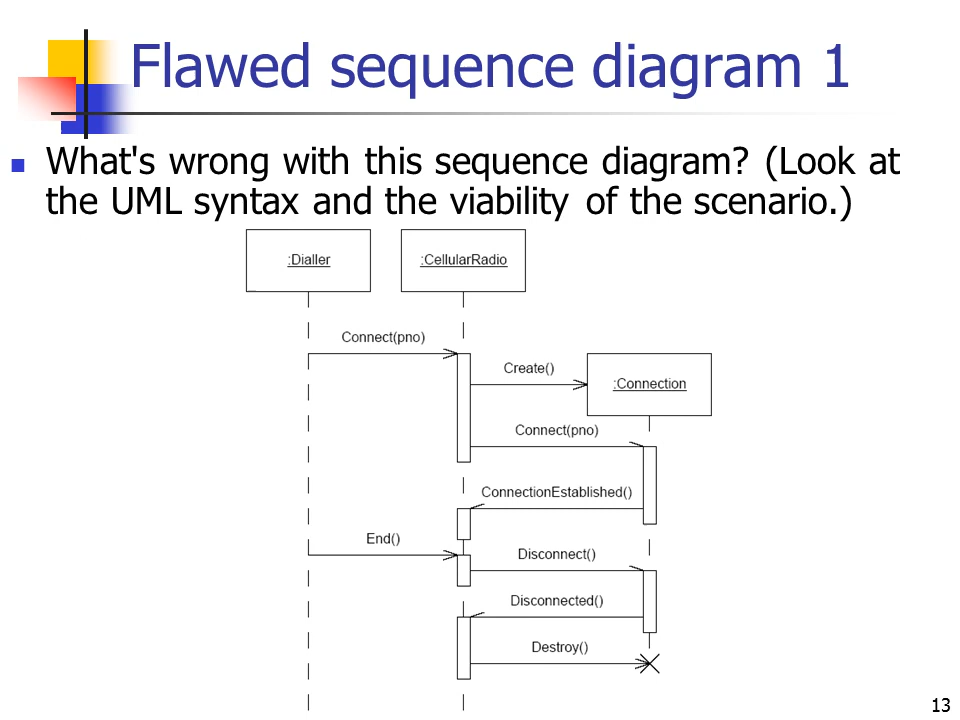 Flawed sequence diagram 1
What's wrong with this sequence diagram? (Look at
the UML syntax and the viability of the scenario.)
:Dialler
:CellularRadio
Connect(pno)
Create()
:Connection
Connect(pno)
ConnectionEstablished()
End()
Disconnect()
Disconnected()
Destroy()
13